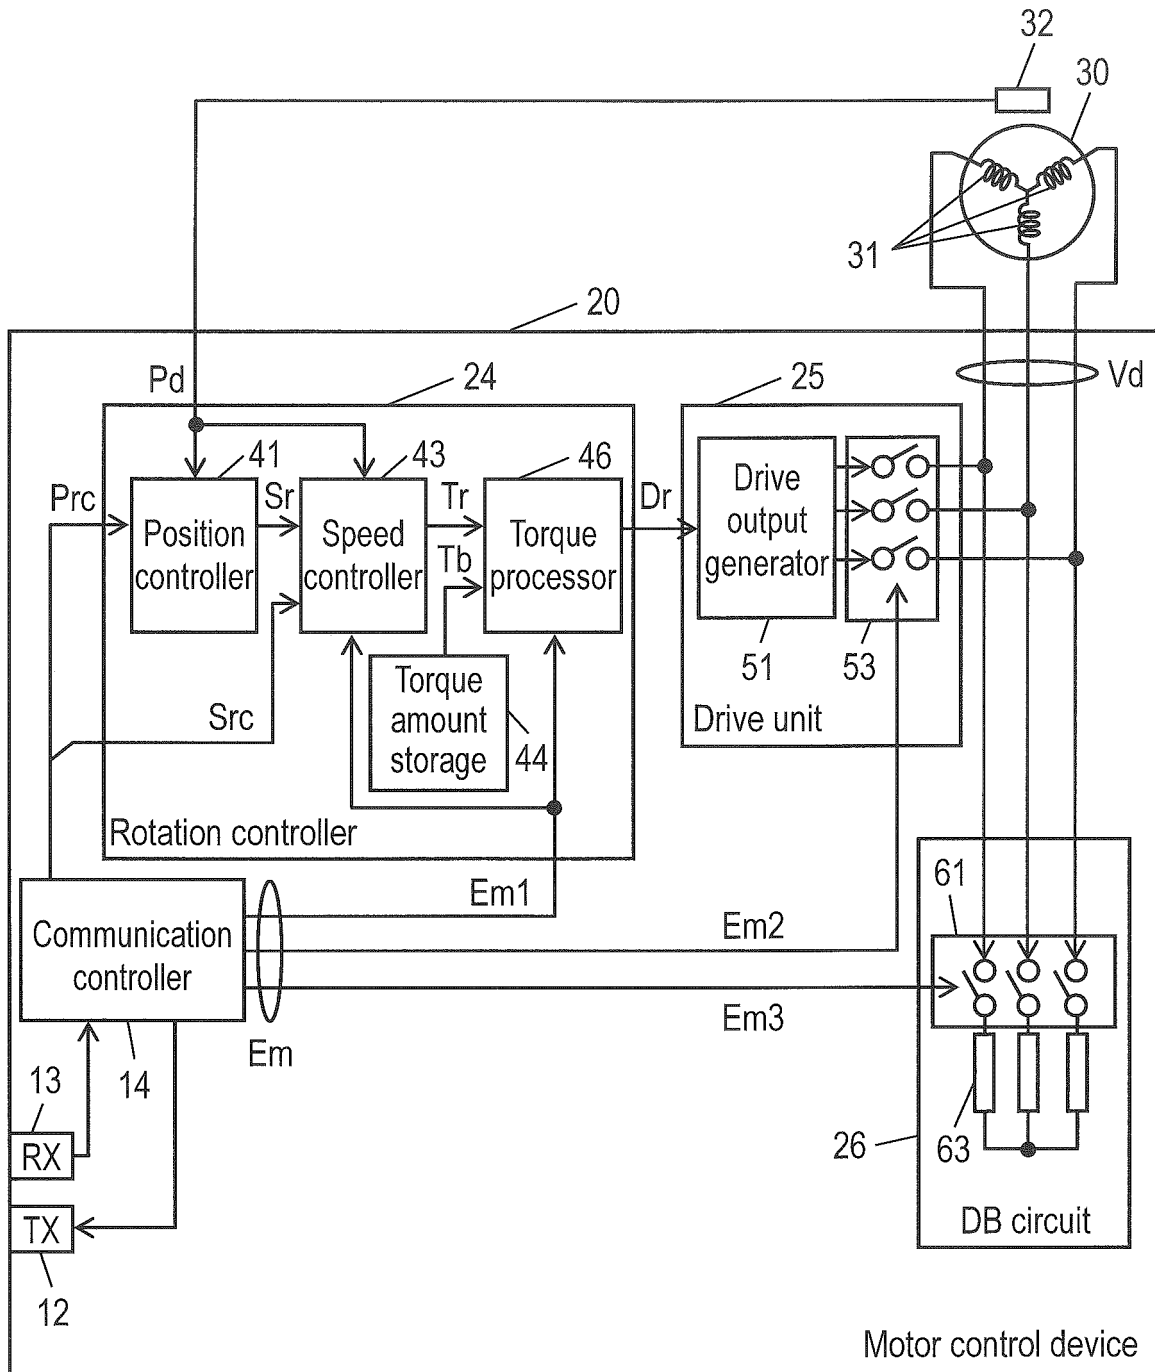 32
30
31
20
Pd
24
25
Vd
41
43
46
Prc
Sr
Tr
Dr
Position
controller
Speed
controller
Tb
Torque
processor
Drive
output
generator
51
53
Drive unit
Src
Torque
amount
storage
44
Rotation controller
Em1
Em2
Em3
Em
Communication
controller
61
13
14
RX
TX
12
26
63
DB circuit
Motor control device